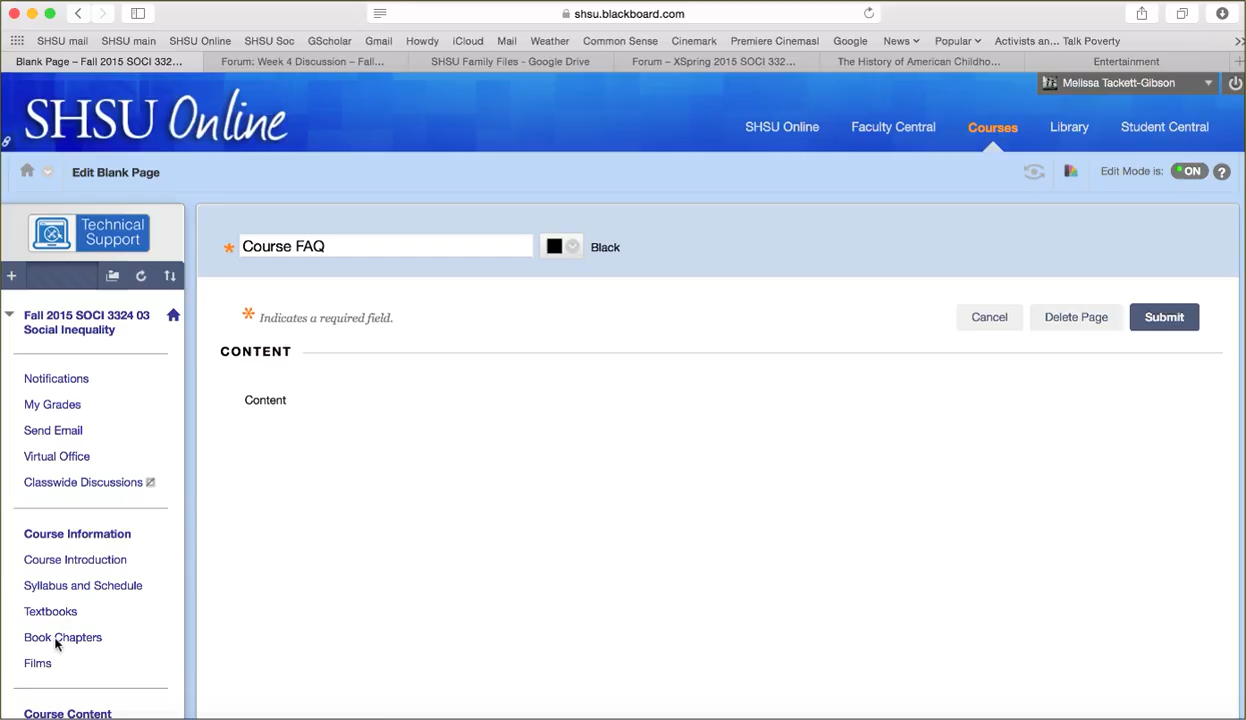 shsu.blackboard.com
SHSU mail SHSU main SHSU Online SHSU Soc GScholar Gmail Howdy iCloud Mail Weather Common Sense Cinemark Premiere Cinemasl Google News Popular Activists an... Talk Poverty
Blank Page – Fall 2015 SOCI 332... Forum: Week 4 Discussion – Fall... SHSU Family Files - Google Drive Forum – XSpring 2015 SOCI 332... The History of American Childho... Entertainment
Melissa Tackett-Gibson
SHSU Online
SHSU Online Faculty Central Courses Library Student Central
Edit Blank Page
Edit Mode is: ON ?
Technical
Support
Course FAQ
Black
Fall 2015 SOCI 3324 03
Social Inequality
* Indicates a required field.
Cancel Delete Page Submit
CONTENT
Content
Notifications
My Grades
Send Email
Virtual Office
Classwide Discussions
Course Information
Course Introduction
Syllabus and Schedule
Textbooks
Book Chapters
Films
Course Content